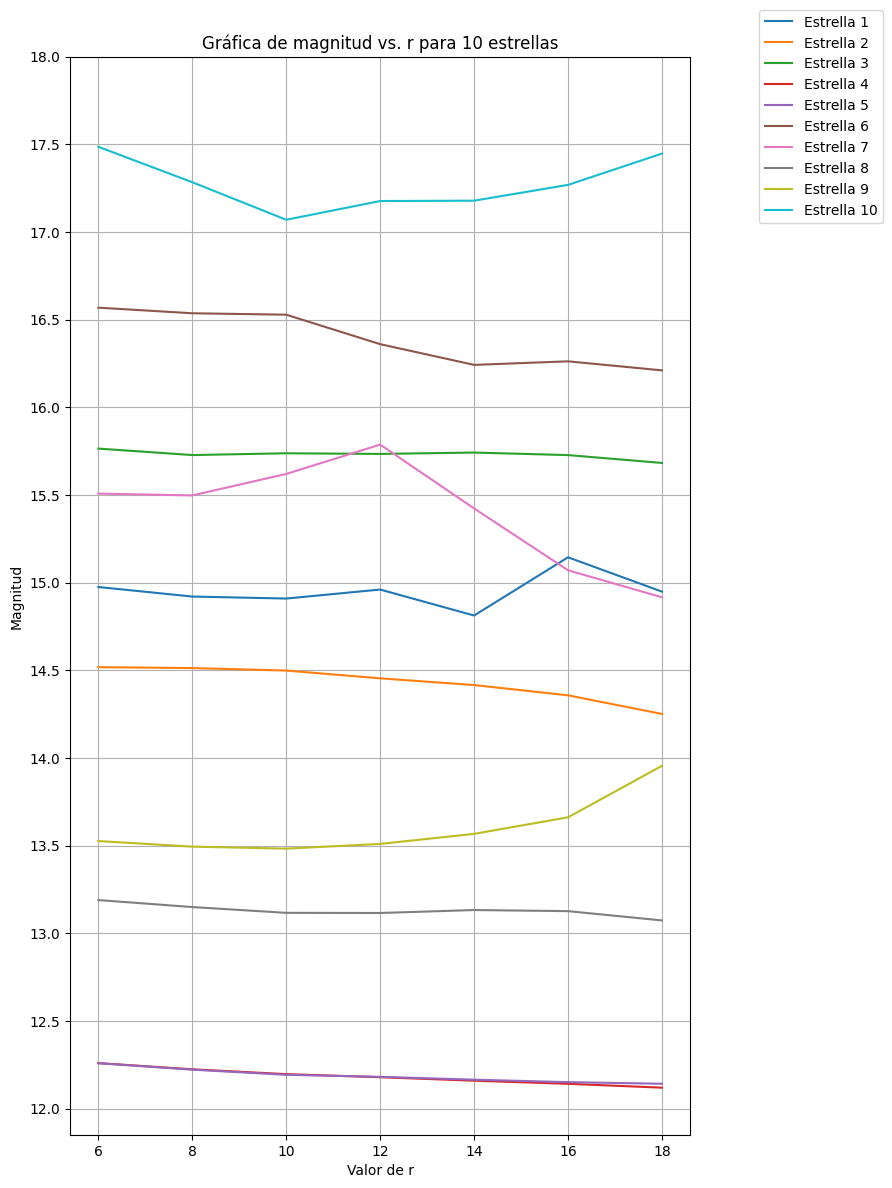 Gráfica de magnitud vs. r para 10 estrellas
Estrella 1
Estrella 2
Estrella 3
Estrella 4
Estrella 5
Estrella 6
Estrella 7
Estrella 8
Estrella 9
Estrella 10
18.0
17.5
17.0
16.5
16.0
15.5
15.0
14.5
14.0
13.5
13.0
12.5
12.0
Magnitud
6 8 10 12 14 16 18
Valor de r